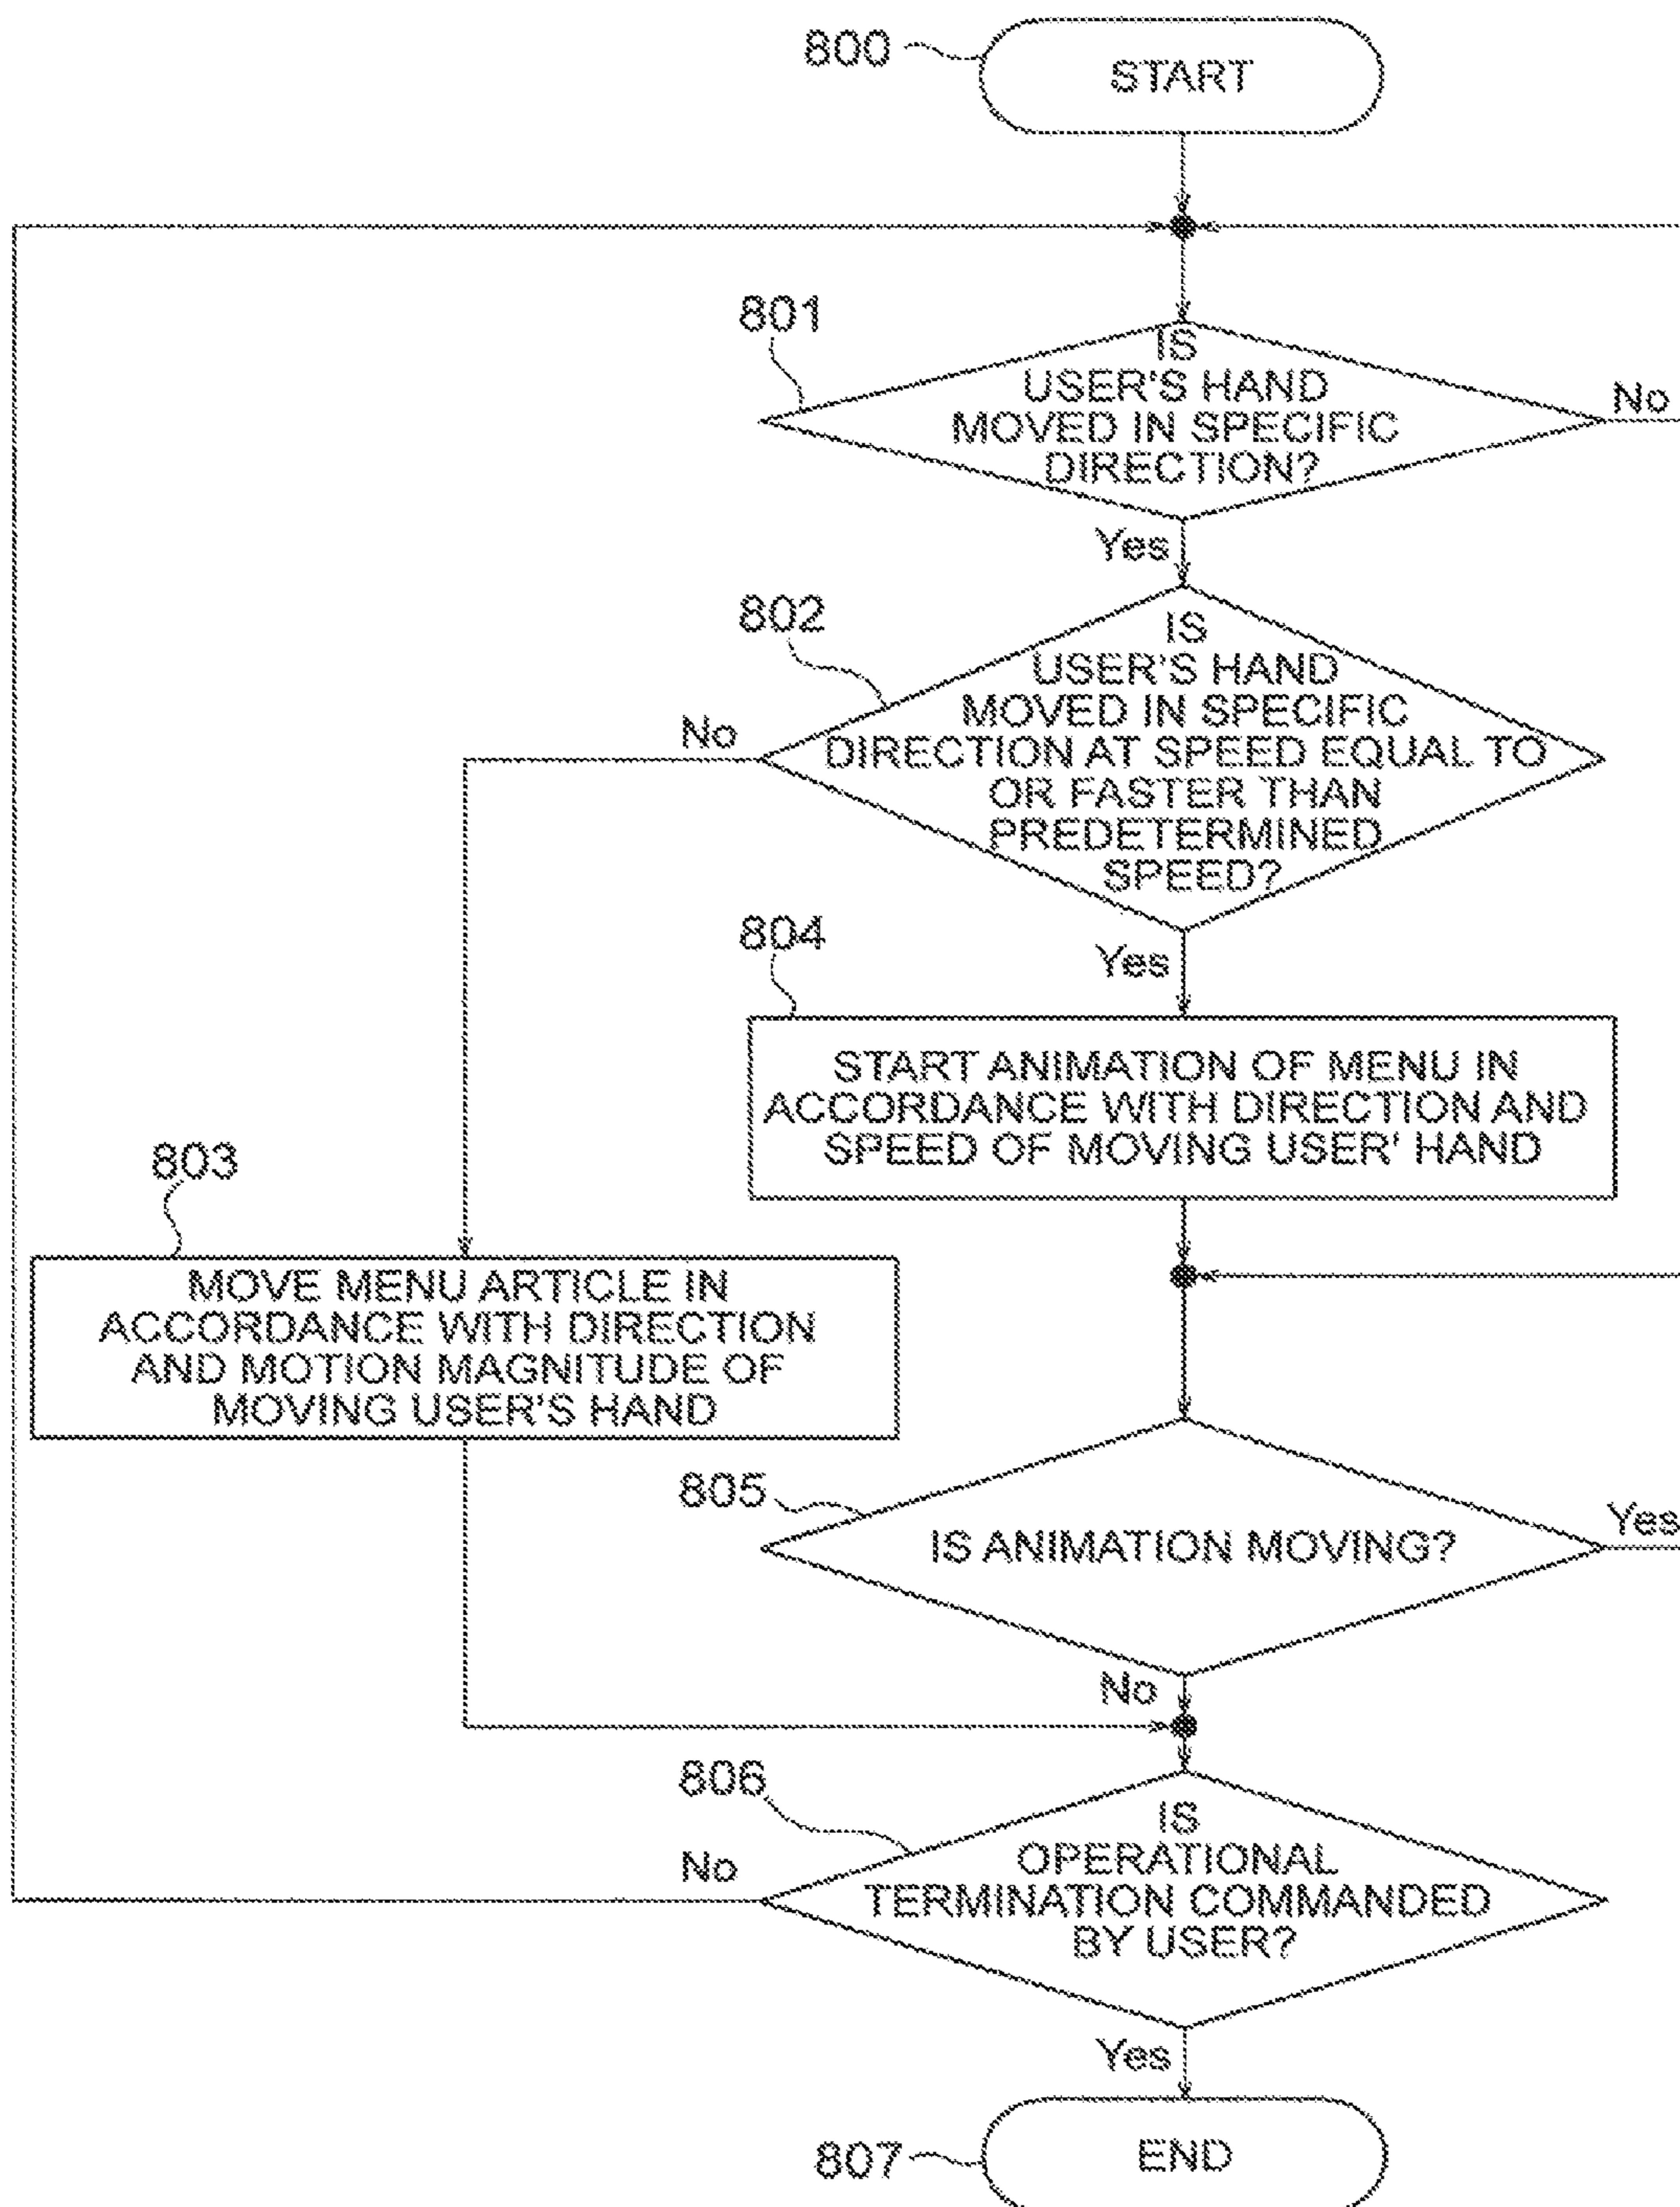 800
START
801
IS
USER'S HAND
MOVED IN SPECIFIC
DIRECTION?
No
Yes
802
IS
USER'S HAND
MOVED IN SPECIFIC
DIRECTION AT SPEED EQUAL TO
OR FASTER THAN
PREDETERMINED
SPEED?
No
Yes
804
START ANIMATION OF MENU IN
ACCORDANCE WITH DIRECTION AND
SPEED OF MOVING USER' HAND
803
MOVE MENU ARTICLE IN
ACCORDANCE WITH DIRECTION
AND MOTION MAGNITUDE OF
MOVING USER'S HAND
805
IS ANIMATION MOVING?
Yes
No
806
IS
OPERATIONAL
TERMINATION COMMANDED
BY USER?
No
Yes
807
END